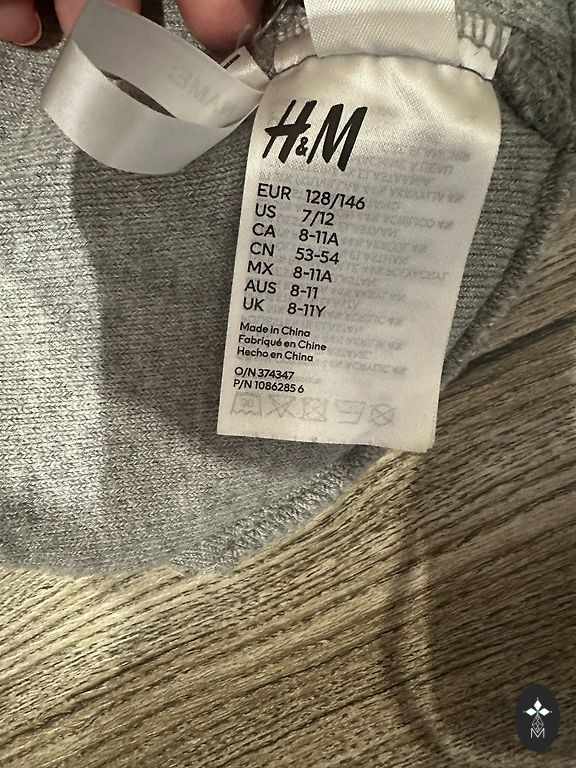 NAME:
H&M
EUR 128/146
US 7/12
CA 8-11A
CN 53-54
MX 8-11A
AUS 8-11
UK 8-11Y
Made in China
Fabriqué en Chine
Hecho en China
O/N 374347
P/N 1086285 6
M